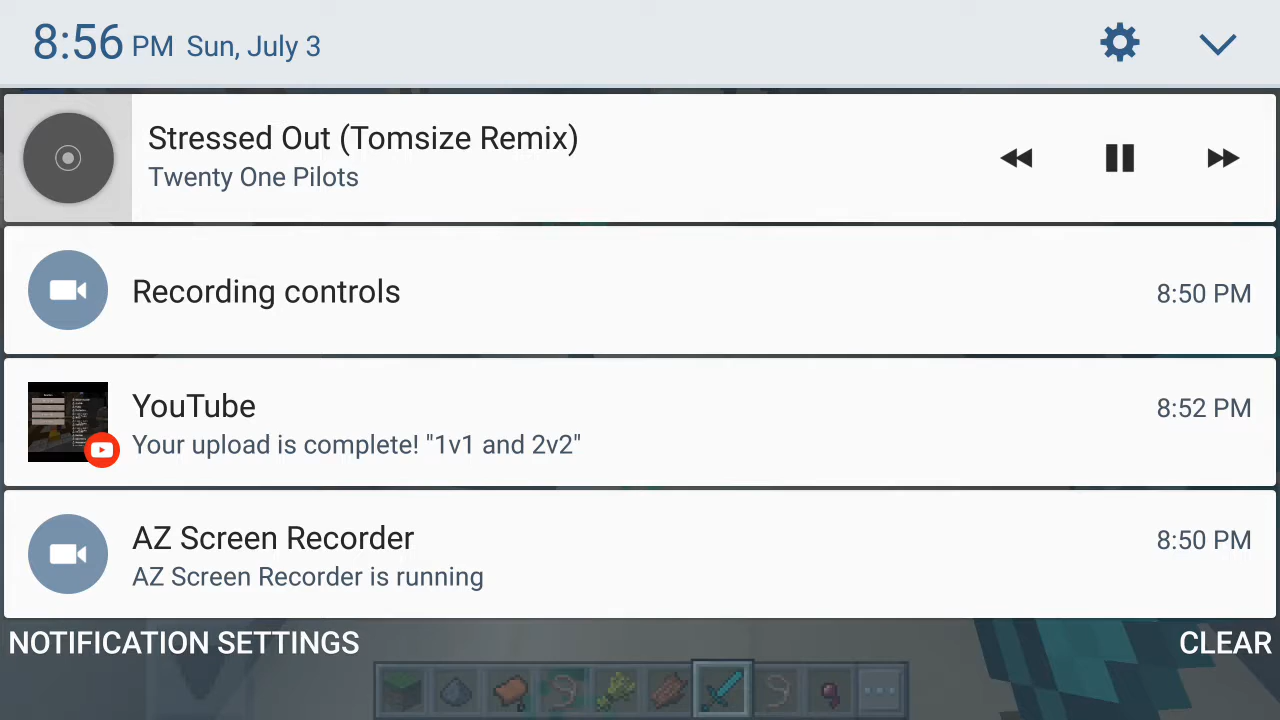 8:56 PM Sun, July 3
Stressed Out (Tomsize Remix)
Twenty One Pilots
Recording controls
8:50 PM
YouTube
8:52 PM
Your upload is complete! "1v1 and 2v2"
AZ Screen Recorder
8:50 PM
AZ Screen Recorder is running
NOTIFICATION SETTINGS
CLEAR